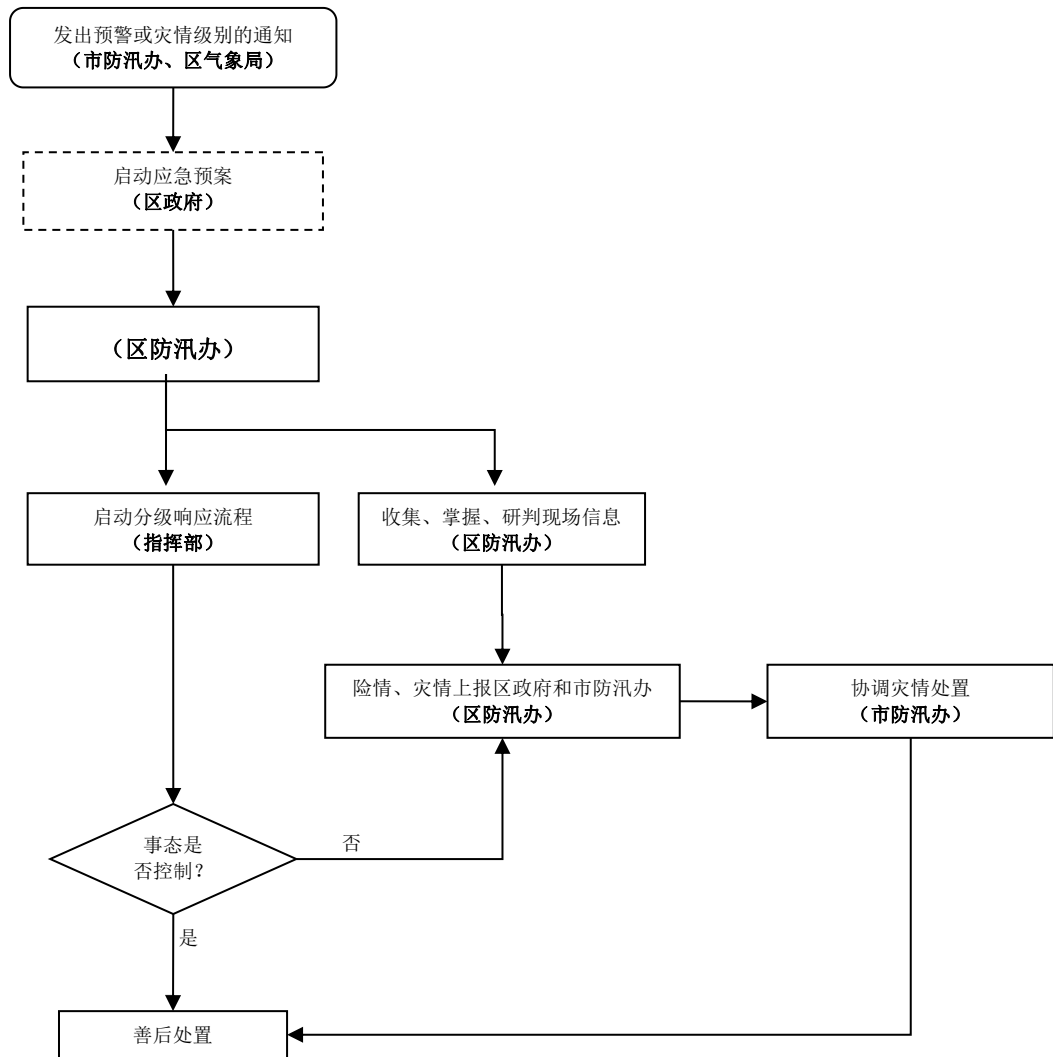 发出预警或灾情级别的通知
（市防汛办、区气象局）
启动应急预案
（区政府）
（区防汛办）
启动分级响应流程
（指挥部）
收集、掌握、研判现场信息
（区防汛办）
险情、灾情上报区政府和市防汛办
（区防汛办）
协调灾情处置
（市防汛办）
事态是
否控制？
否
是
善后处置